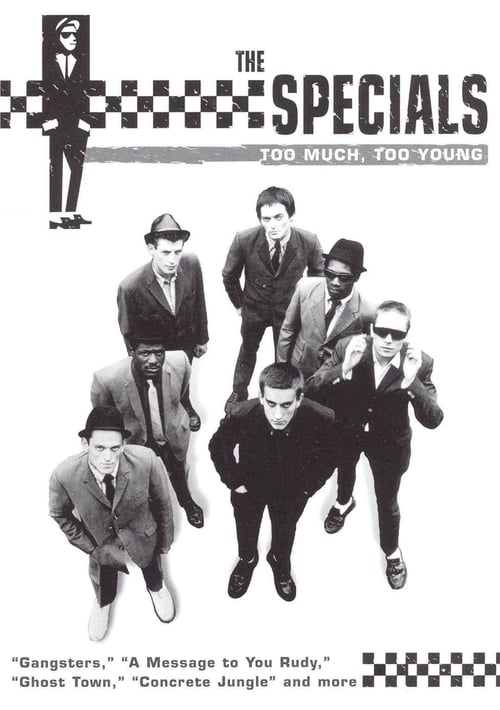 THE
SPECIALS
TOO MUCH, TOO YOUNG
“Gangsters,” “A Message to You Rudy,”
“Ghost Town,” “Concrete Jungle” and more